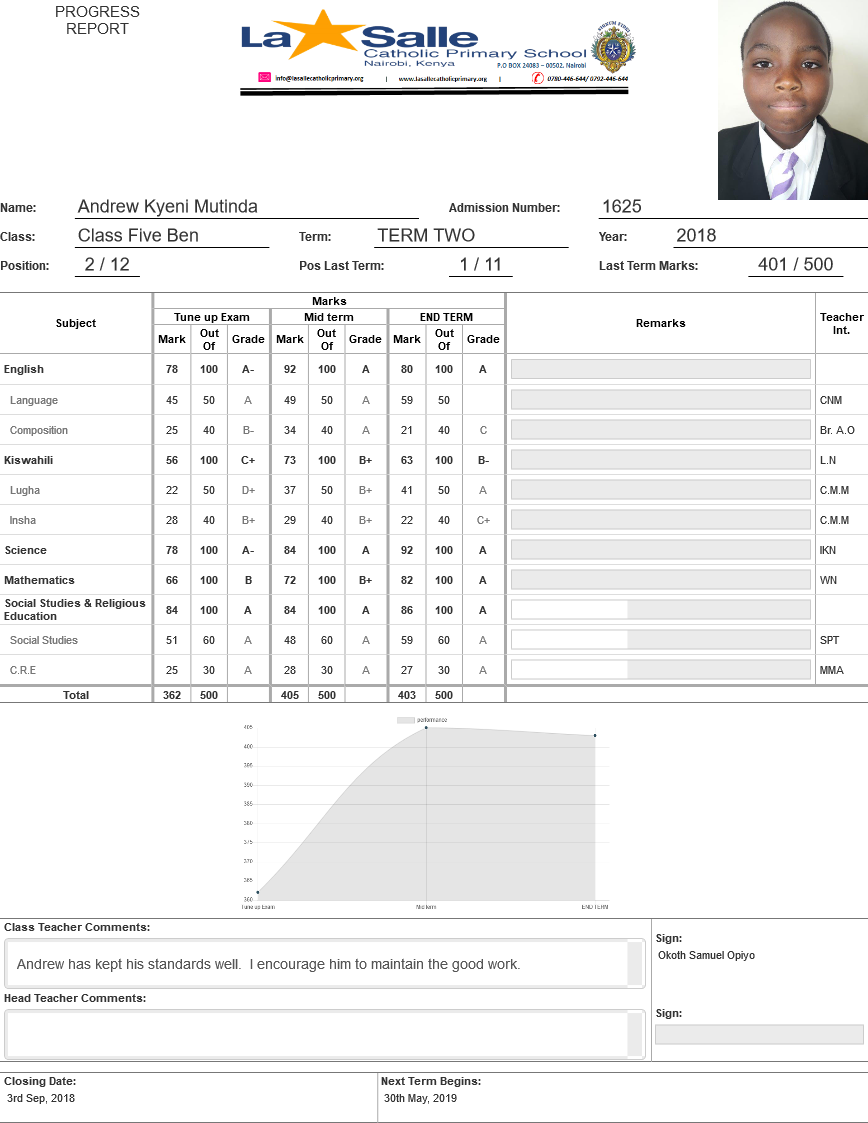 PROGRESS
REPORT
La Salle
Catholic Primary School
Nairobi, Kenya
P.O BOX 24083 – 00502, Nairobi
info@lasallecatholicprimary.org | www.lasallecatholicprimary.org | 0780-446-644/ 0792-446-644
Name: Andrew Kyeni Mutinda Admission Number: 1625
Class: Class Five Ben Term: TERM TWO Year: 2018
Position: 2 / 12 Pos Last Term: 1 / 11 Last Term Marks: 401 / 500
Subject Marks Remarks Teacher Int.
Tune up Exam Mid term END TERM
Mark Out Of Grade Mark Out Of Grade Mark Out Of Grade
English 78 100 A- 92 100 A 80 100 A
Language 45 50 A 49 50 A 59 50 CNM
Composition 25 40 B- 34 40 A 21 40 C Br. A.O
Kiswahili 56 100 C+ 73 100 B+ 63 100 B- L.N
Lugha 22 50 D+ 37 50 B+ 41 50 A C.M.M
Insha 28 40 B+ 29 40 B+ 22 40 C+ C.M.M
Science 78 100 A- 84 100 A 92 100 A IKN
Mathematics 66 100 B 72 100 B+ 82 100 A WN
Social Studies & Religious
Education 84 100 A 84 100 A 86 100 A
Social Studies 51 60 A 48 60 A 59 60 A SPT
C.R.E 25 30 A 28 30 A 27 30 A MMA
Total 362 500 405 500 403 500
performance
405
400
395
390
385
380
375
370
365
360
Tune up Exam Mid term END TERM
Class Teacher Comments:
Andrew has kept his standards well.  I encourage him to maintain the good work.
Sign:
Okoth Samuel Opiyo
Head Teacher Comments:
Sign:
Closing Date: Next Term Begins:
3rd Sep, 2018 30th May, 2019